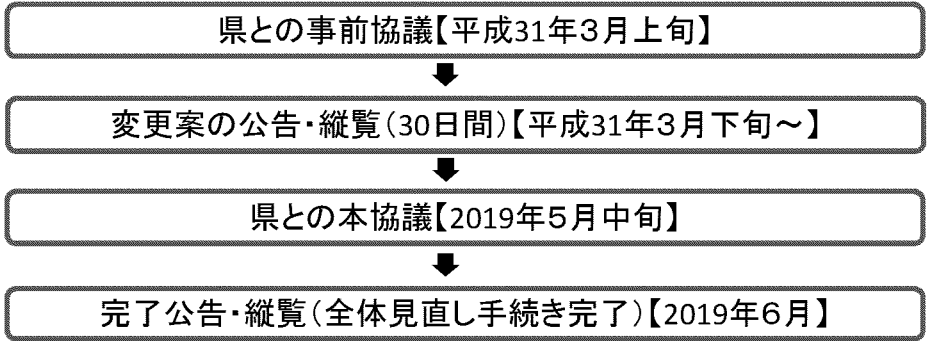 県との事前協議【平成31年３月上旬】
変更案の公告・縦覧（30日間）【平成31年３月下旬～】
県との本協議【2019年５月中旬】
完了公告・縦覧（全体見直し手続き完了）【2019年６月】